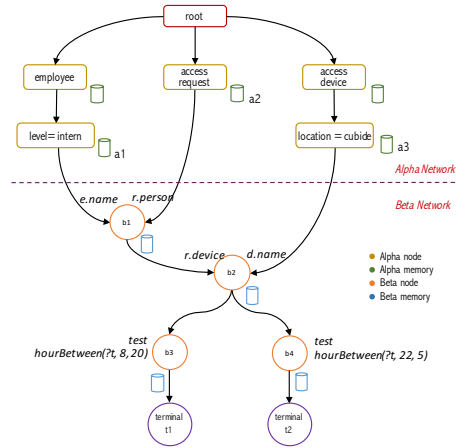 root
employee
access
request
access
device
a2
level= intern
a1
location = cubide
a3
Alpha Network
Beta Network
e.name
r.person
b1
r.device
d.name
b2
Alpha node
Alpha memory
Beta node
Beta memory
test
hourBetween(?t, 8, 20)
b3
b4
test
hourBetween(?t, 22, 5)
terminal
t1
terminal
t2